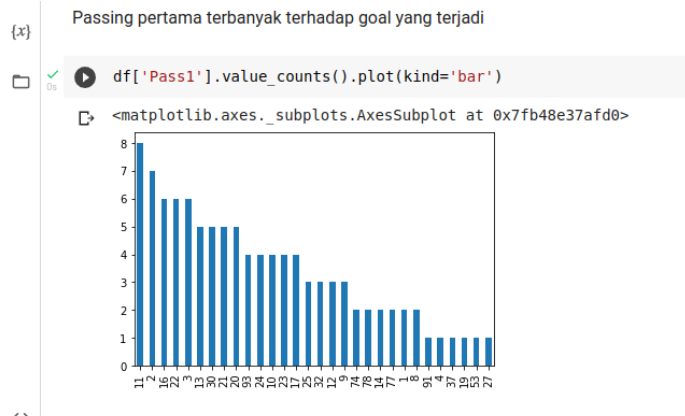 Passing pertama terbanyak terhadap goal yang terjadi
{x}
df['Pass1'].value_counts().plot(kind='bar')
0s
<matplotlib.axes._subplots.AxesSubplot at 0x7fb48e37afd0>
8
7
6
5
4
3
2
1
0
11 2 16 22 3 13 30 21 20 93 24 10 23 17 25 32 12 9 74 78 14 77 1 8 91 4 37 19 53 27